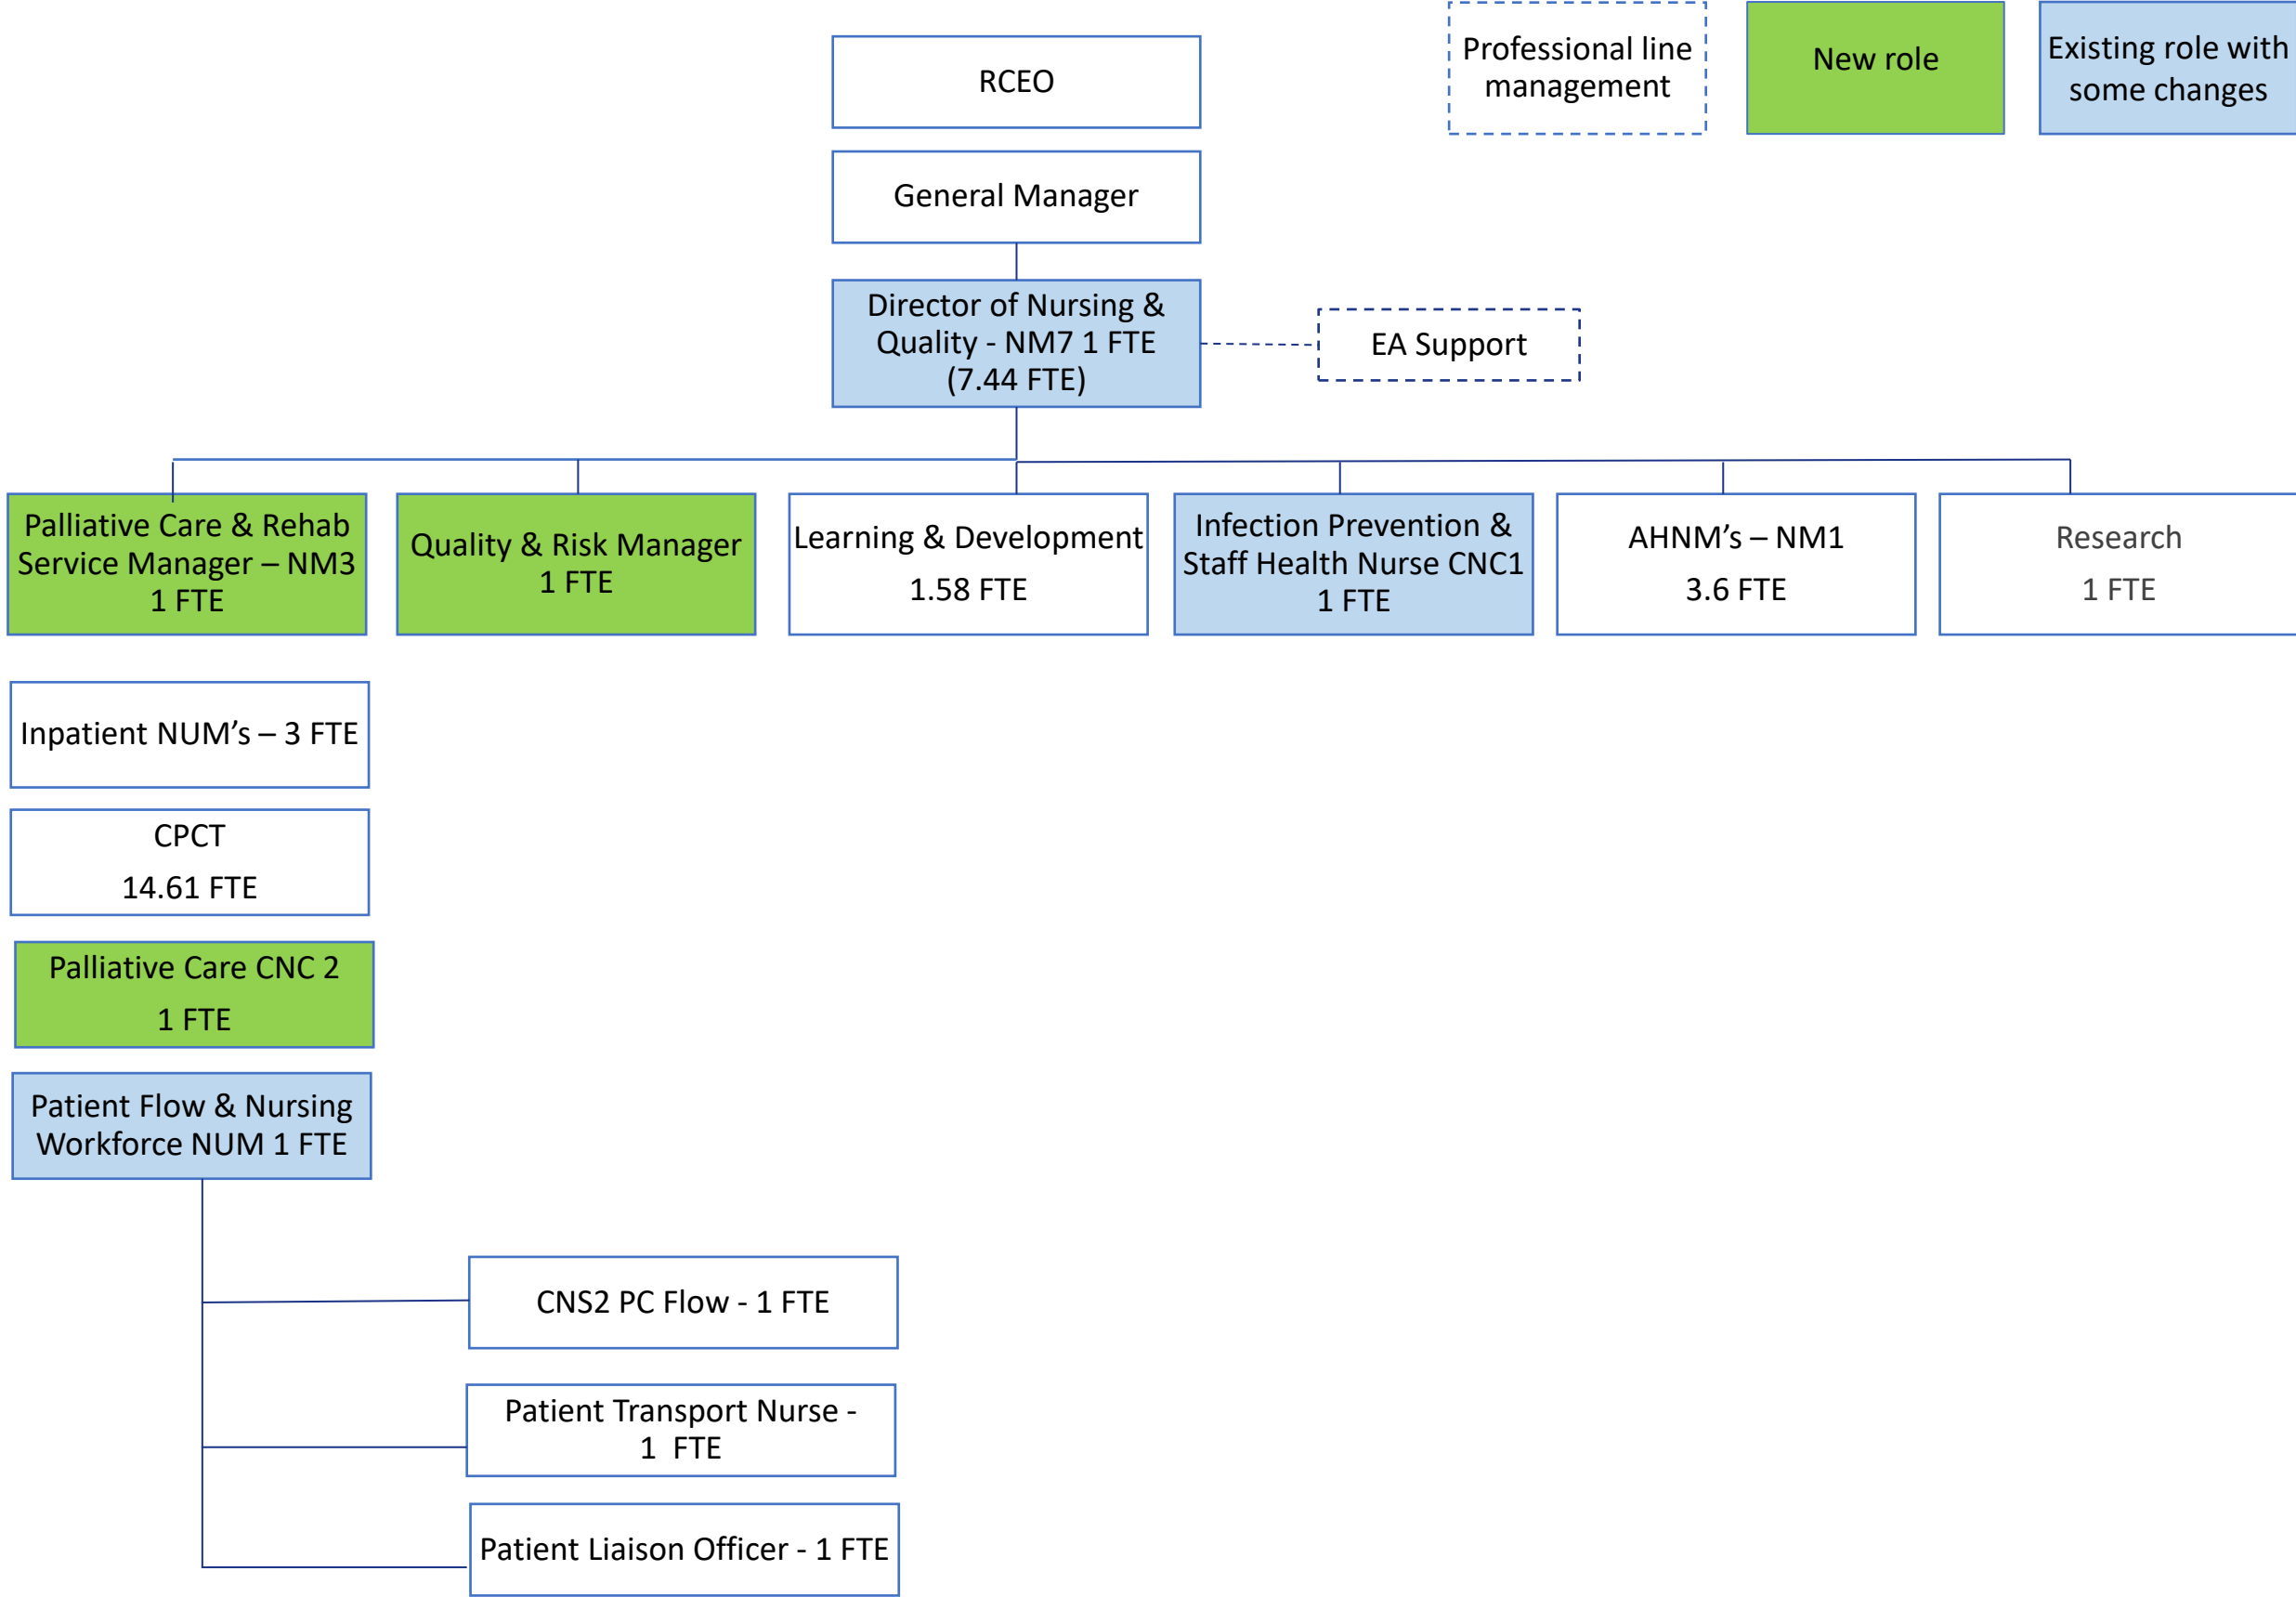 Professional line
management
New role
Existing role with
some changes
RCEO
General Manager
Director of Nursing &
Quality - NM7 1 FTE
(7.44 FTE)
EA Support
Palliative Care & Rehab
Service Manager – NM3
1 FTE
Quality & Risk Manager
1 FTE
Learning & Development
1.58 FTE
Infection Prevention &
Staff Health Nurse CNC1
1 FTE
AHNM’s – NM1
3.6 FTE
Research
1 FTE
Inpatient NUM’s – 3 FTE
CPCT
14.61 FTE
Palliative Care CNC 2
1 FTE
Patient Flow & Nursing
Workforce NUM 1 FTE
CNS2 PC Flow - 1 FTE
Patient Transport Nurse -
1  FTE
Patient Liaison Officer - 1 FTE